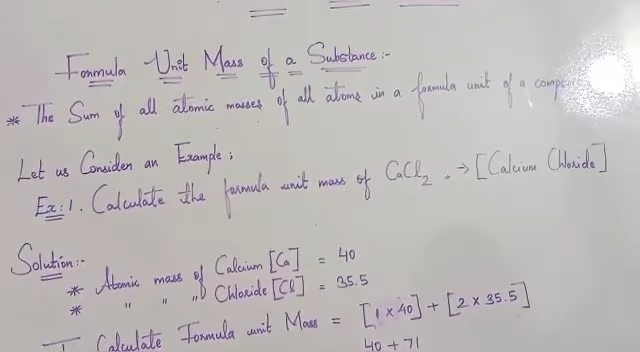 Formula Unit Mass of a Substance:-
* The Sum of all atomic masses of all atoms in a formula unit of a
Let us Consider an Example;
Ex:1. Calculate the formula unit mass of CaCl2. → [Calcium Chloride]
Solution:-
* Atomic mass of Calcium [Ca] = 40
* " " " Chloride [Cl] = 35.5
Calculate Formula unit Mass = [1 × 40] + [2 × 35.5]
40 + 71